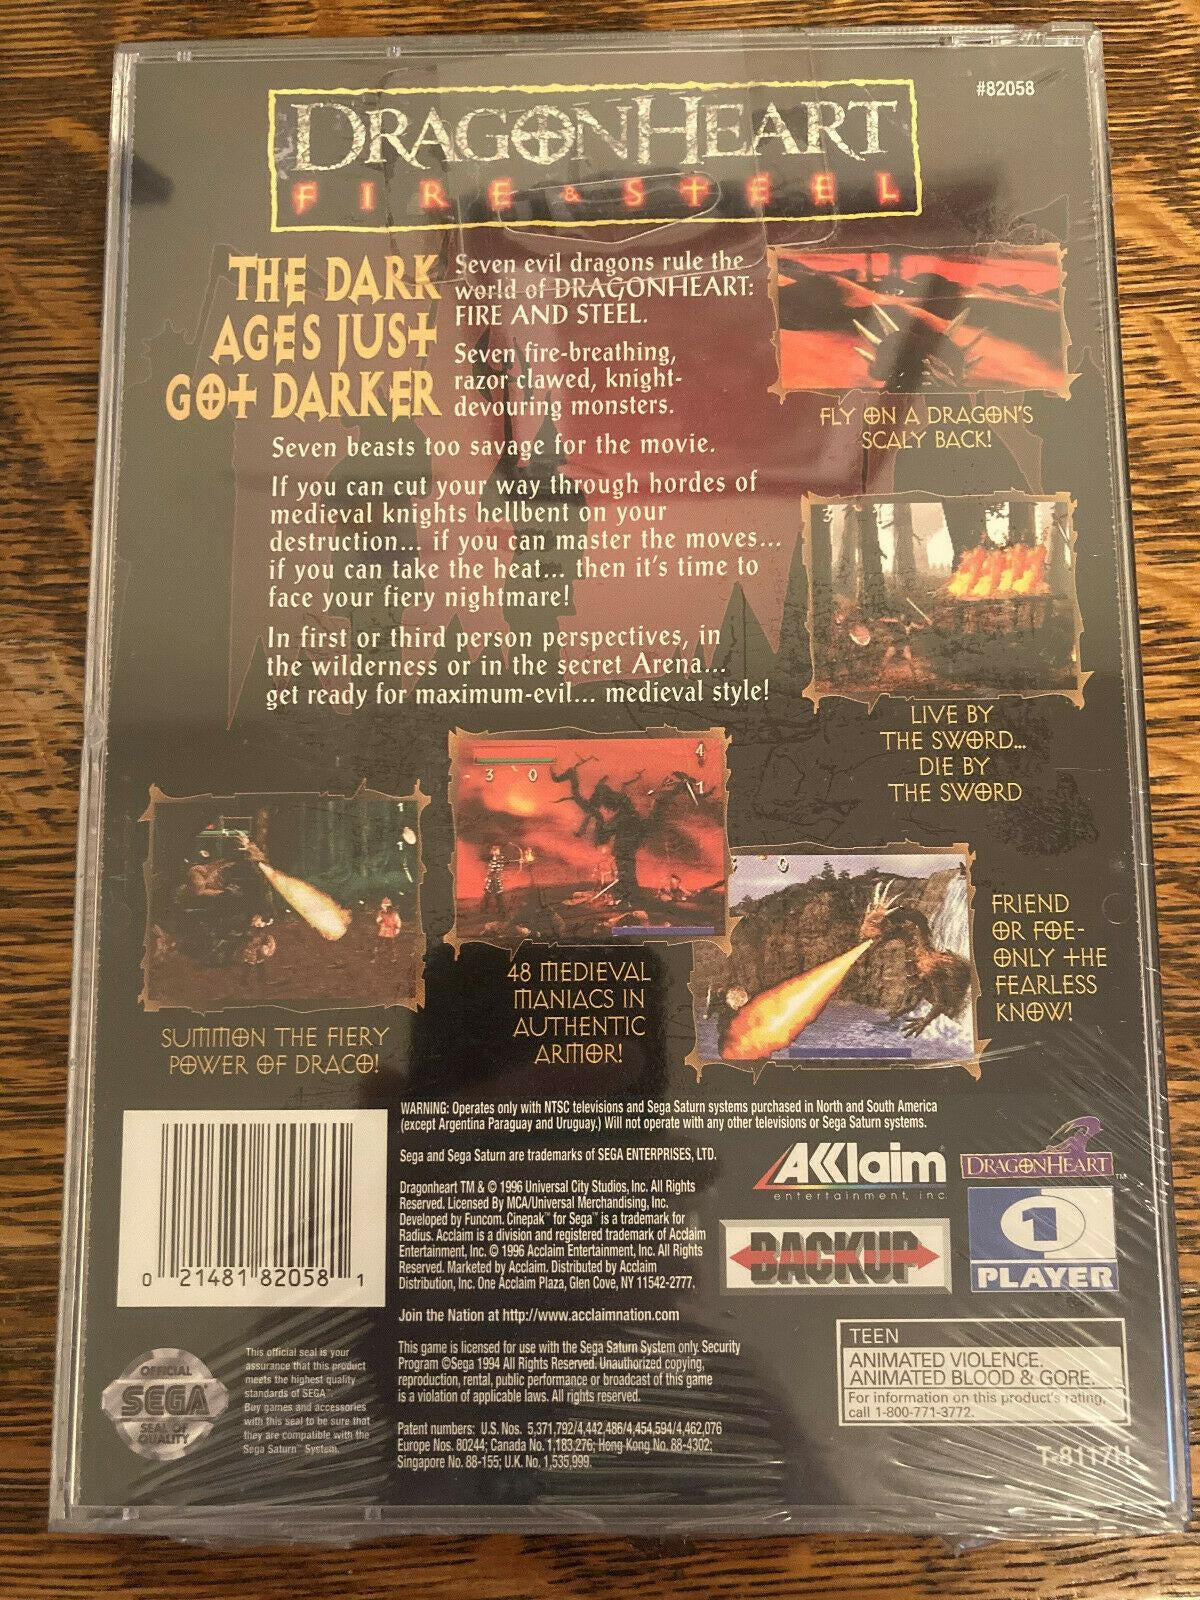 #82058
DRAGONHEART
FIRE & STEEL
THE DARK
AGES JUST
GOT DARKER
Seven evil dragons rule the
world of DRAGONHEART:
FIRE AND STEEL.
Seven fire-breathing,
razor clawed, knight-
devouring monsters.
Seven beasts too savage for the movie.
If you can cut your way through hordes of
medieval knights hellbent on your
destruction... if you can master the moves...
if you can take the heat... then it's time to
face your fiery nightmare!
In first or third person perspectives, in
the wilderness or in the secret Arena...
get ready for maximum-evil... medieval style!
FLY ON A DRAGON'S
SCALY BACK!
3
LIVE BY
THE SWORD...
DIE BY
THE SWORD
3 0
4
1
1
1
3 0
SUMMON THE FIERY
POWER OF DRACO!
48 MEDIEVAL
MANIACS IN
AUTHENTIC
ARMOR!
FRIEND
OR FOE-
ONLY THE
FEARLESS
KNOW!
WARNING: Operates only with NTSC televisions and Sega Saturn systems purchased in North and South America
(except Argentina Paraguay and Uruguay.) Will not operate with any other televisions or Sega Saturn systems.
Sega and Sega Saturn are trademarks of SEGA ENTERPRISES, LTD.
Dragonheart TM & © 1996 Universal City Studios, Inc. All Rights
Reserved. Licensed By MCA/Universal Merchandising, Inc.
Developed by Funcom. Cinepak™ for Sega™ is a trademark for
Radius. Acclaim is a division and registered trademark of Acclaim
Entertainment, Inc. © 1996 Acclaim Entertainment, Inc. All Rights
Reserved. Marketed by Acclaim. Distributed by Acclaim
Distribution, Inc. One Acclaim Plaza, Glen Cove, NY 11542-2777.
Join the Nation at http://www.acclaimnation.com
This game is licensed for use with the Sega Saturn System only. Security
Program ©Sega 1994 All Rights Reserved. Unauthorized copying,
reproduction, rental, public performance or broadcast of this game
is a violation of applicable laws. All rights reserved.
Patent numbers: U.S. Nos. 5,371,792/4,442,486/4,454,594/4,462,076
Europe Nos. 80244; Canada No. 1,183,276; Hong Kong No. 88-4302;
Singapore No. 88-155; U.K. No. 1,535,999.
AKKlaim
entertainment, inc.
DRAGONHEART™
BACKUP
1
PLAYER
0 21481 82058 1
OFFICIAL
SEGA
SEAL OF
QUALITY
This official seal is your
assurance that this product
meets the highest quality
standards of SEGA™.
Buy games and accessories
with this seal to be sure that
they are compatible with the
Sega Saturn™ System.
TEEN
ANIMATED VIOLENCE.
ANIMATED BLOOD & GORE.
For information on this product's rating,
call 1-800-771-3772.
T-8117H